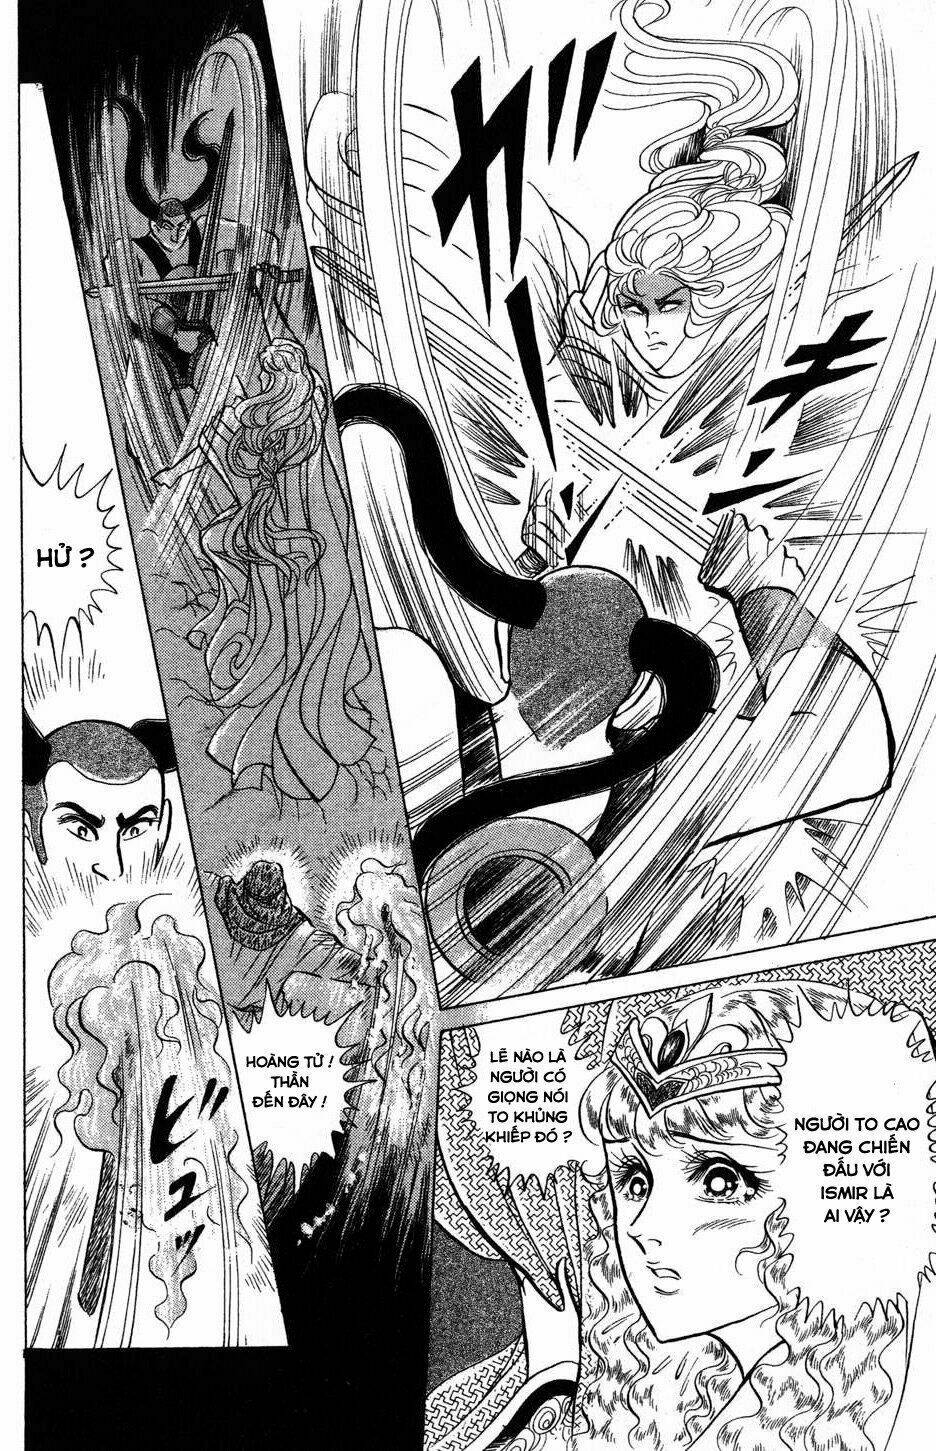 ガ
ギ
HỬ ?
NGƯỜI TO CAO
ĐANG CHIẾN
ĐẤU VỚI
ISMIR LÀ
AI VẬY ?
LẼ NÀO LÀ
NGƯỜI CÓ
GIỌNG NÓI
TO KHỦNG
KHIẾP ĐÓ ?
HOÀNG TỬ !
THẦN
ĐẾN ĐÂY !
ビュッ